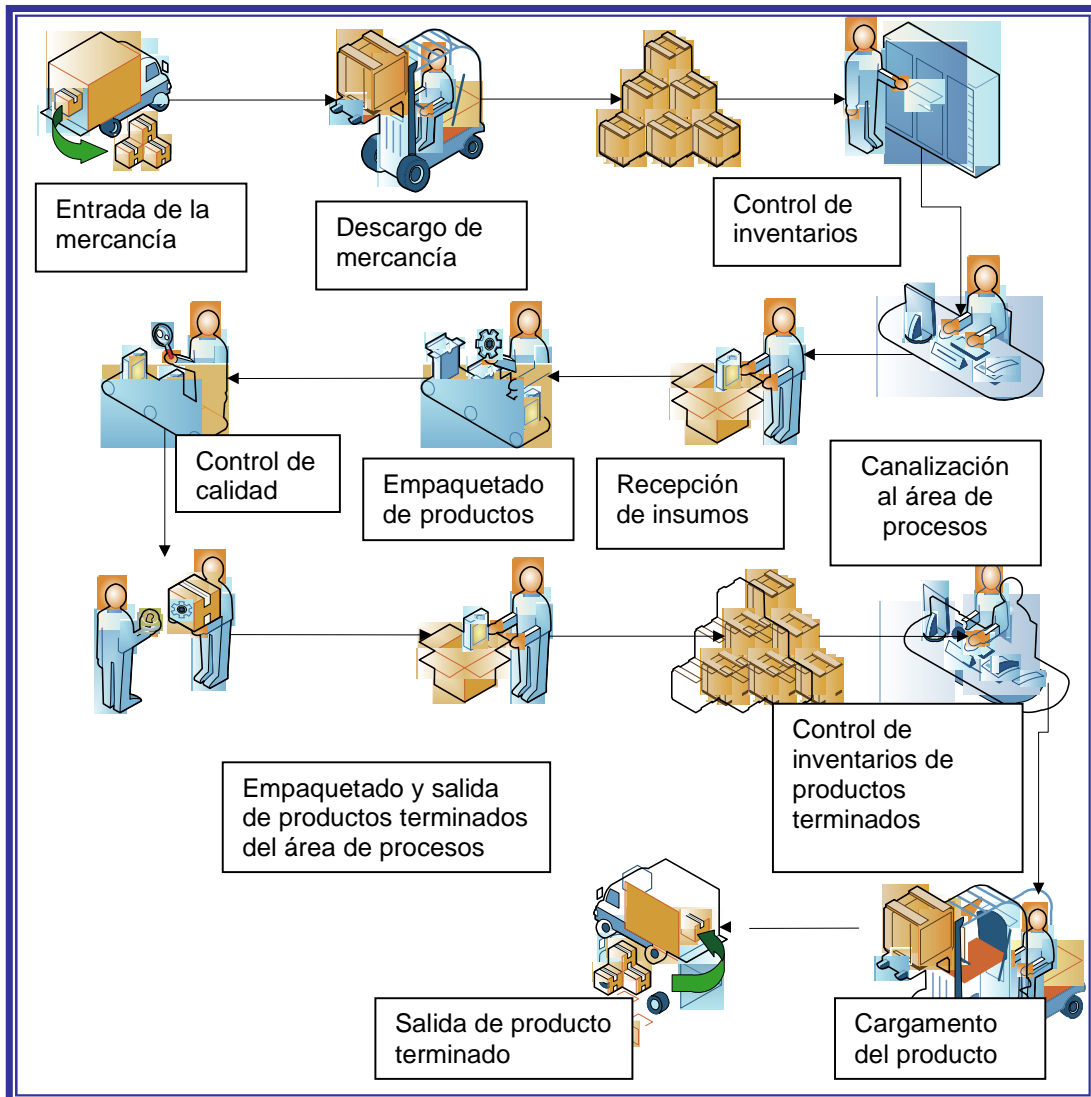 Entrada de la
mercancía
Descargo de
mercancía
Control de
inventarios
Control de
calidad
Empaquetado
de productos
Recepción
de insumos
Canalización
al área de
procesos
Empaquetado y salida
de productos terminados
del área de procesos
Control de
inventarios de
productos
terminados
Salida de producto
terminado
Cargamento
del producto